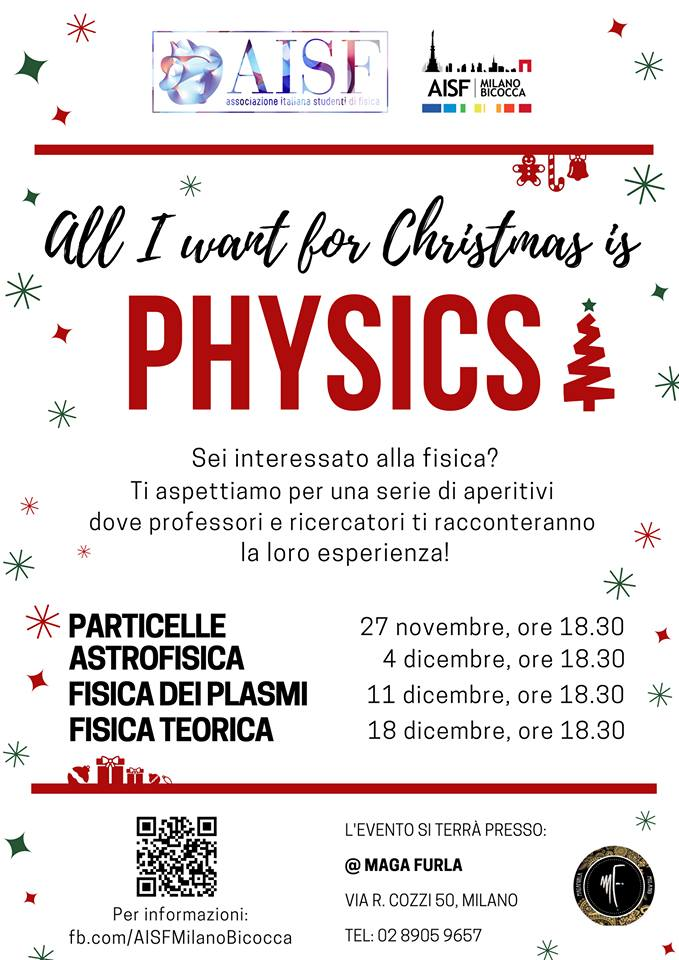 AISF
associazione italiana studenti di fisica
AISF | MILANO
BICOCCA
All I want for Christmas is
PHYSICS
Sei interessato alla fisica?
Ti aspettiamo per una serie di aperitivi
dove professori e ricercatori ti racconteranno
la loro esperienza!
PARTICELLE 27 novembre, ore 18.30
ASTROFISICA 4 dicembre, ore 18.30
FISICA DEI PLASMI 11 dicembre, ore 18.30
FISICA TEORICA 18 dicembre, ore 18.30
Per informazioni:
fb.com/AISFMilanoBicocca
L'EVENTO SI TERRÀ PRESSO:
@ MAGA FURLA
VIA R. COZZI 50, MILANO
TEL: 02 8905 9657
MAGAFURLA
MF
MILANO